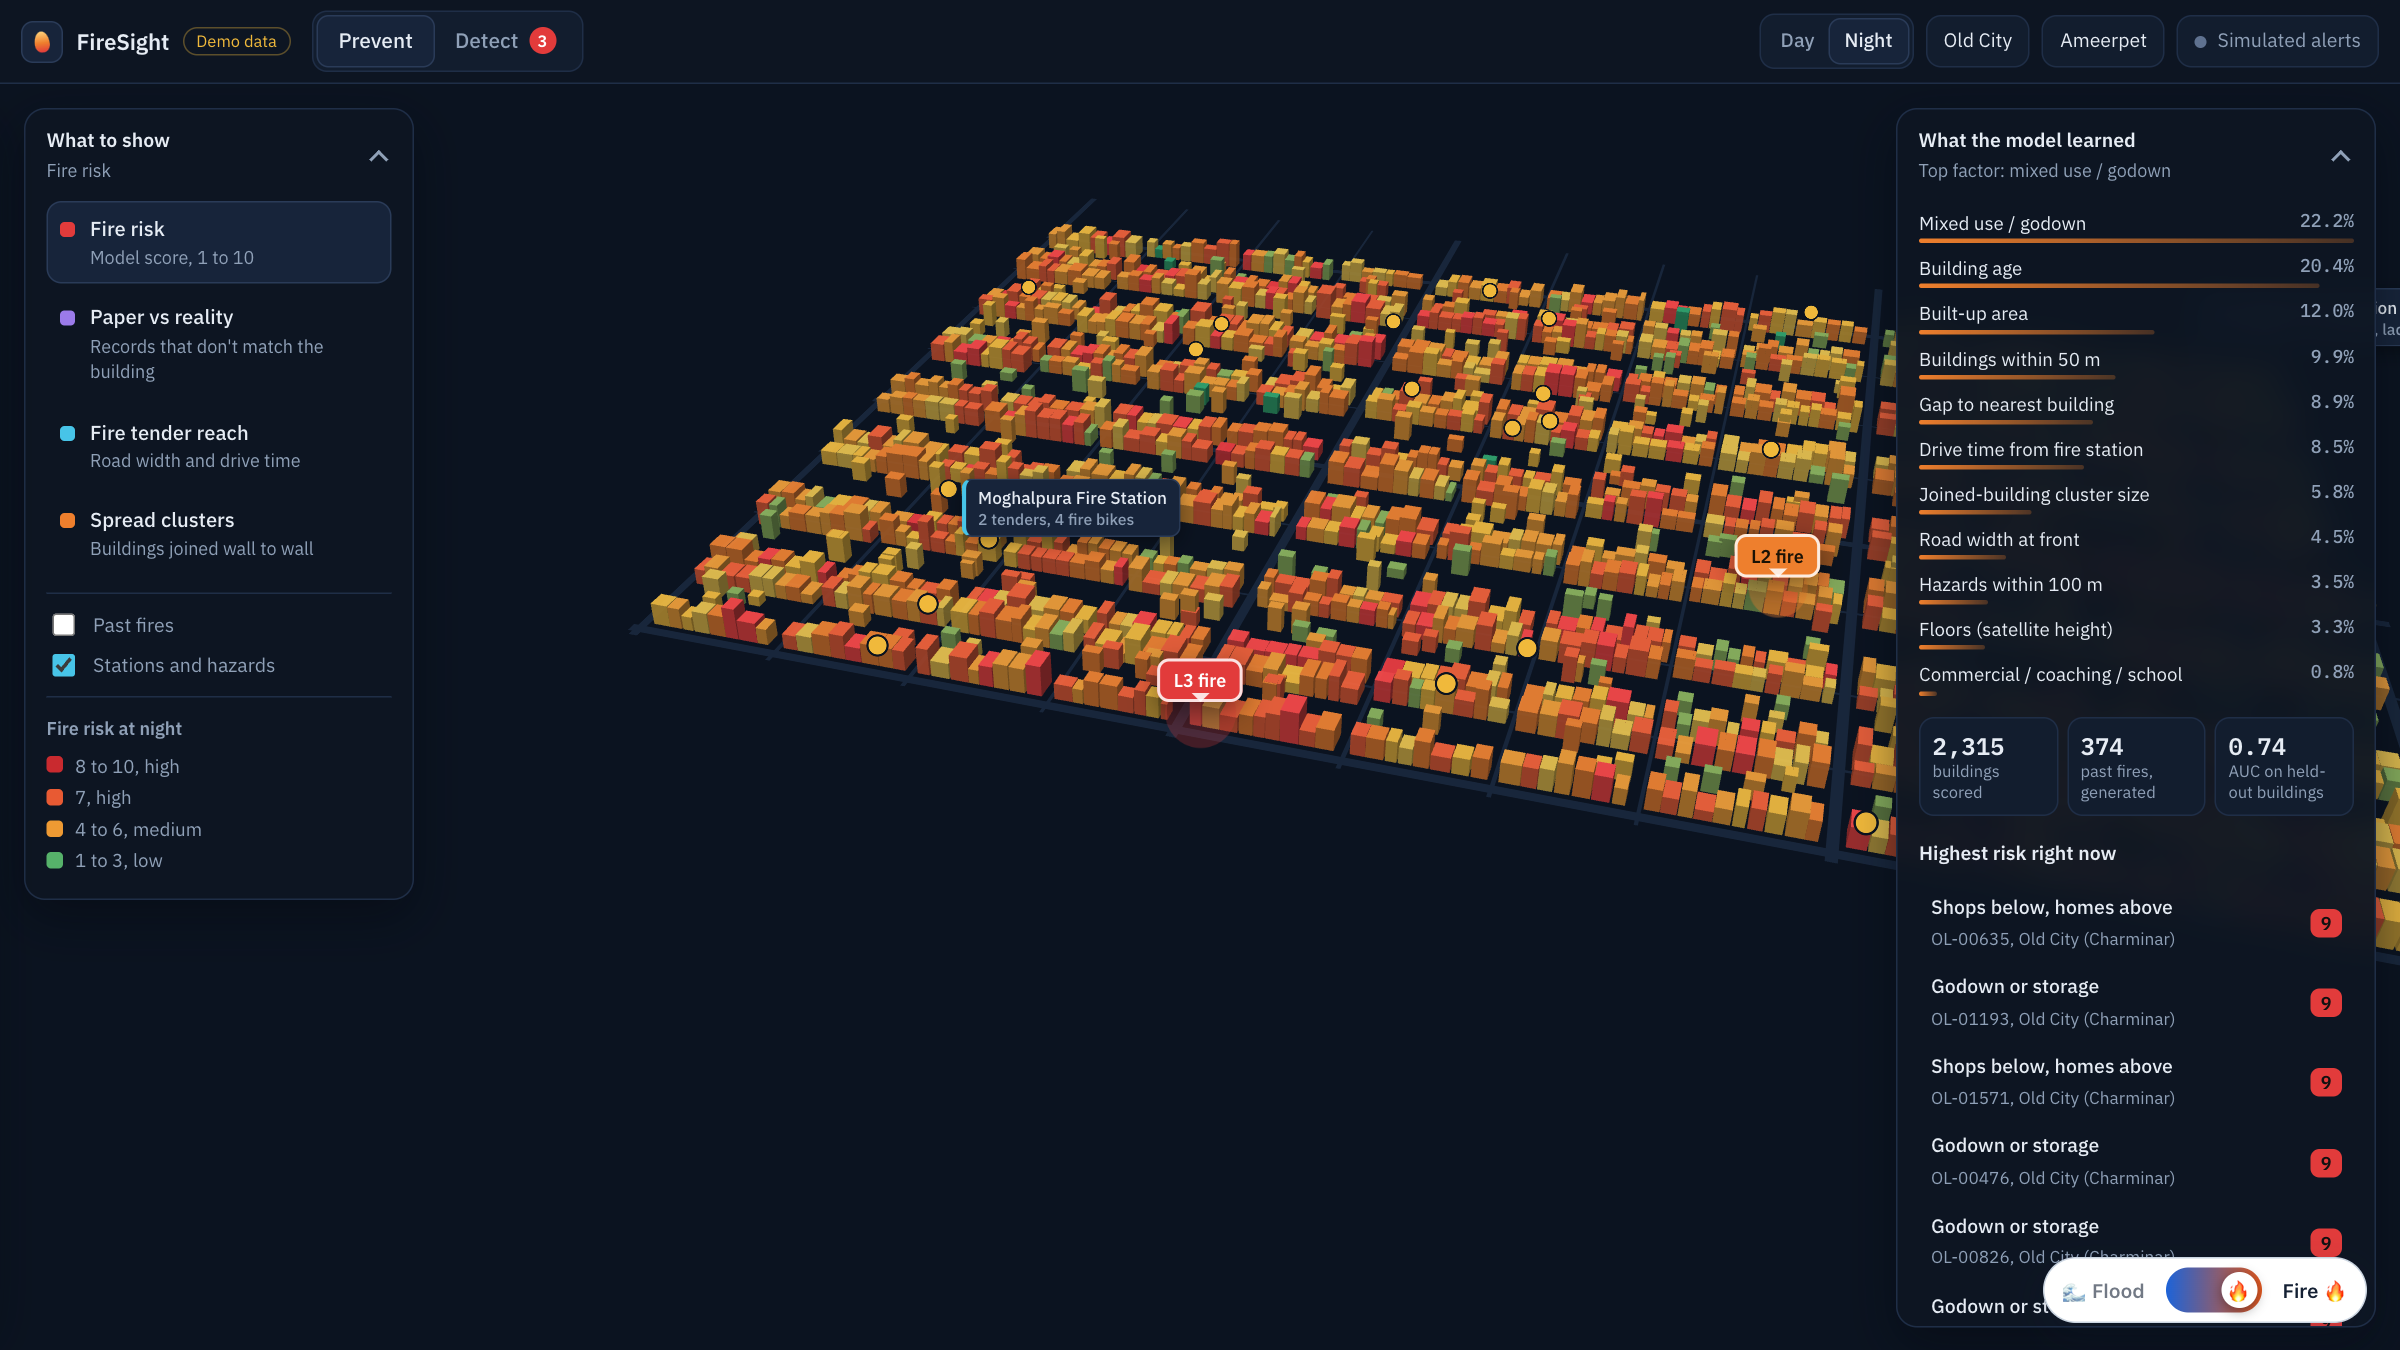 FireSight
Demo data
Prevent
Detect 3
Day
Night
Old City
Ameerpet
Simulated alerts
What to show
Fire risk
Fire risk
Model score, 1 to 10
Paper vs reality
Records that don't match the
building
Fire tender reach
Road width and drive time
Spread clusters
Buildings joined wall to wall
Past fires
Stations and hazards
Fire risk at night
8 to 10, high
7, high
4 to 6, medium
1 to 3, low
Moghalpura Fire Station
2 tenders, 4 fire bikes
L2 fire
L3 fire
What the model learned
Top factor: mixed use / godown
Mixed use / godown 22.2%
Building age 20.4%
Built-up area 12.0%
Buildings within 50 m 9.9%
Gap to nearest building 8.9%
Drive time from fire station 8.5%
Joined-building cluster size 5.8%
Road width at front 4.5%
Hazards within 100 m 3.5%
Floors (satellite height) 3.3%
Commercial / coaching / school 0.8%
2,315
buildings
scored
374
past fires,
generated
0.74
AUC on held-
out buildings
Highest risk right now
Shops below, homes above
OL-00635, Old City (Charminar)
9
Godown or storage
OL-01193, Old City (Charminar)
9
Shops below, homes above
OL-01571, Old City (Charminar)
9
Godown or storage
OL-00476, Old City (Charminar)
9
Godown or storage
OL-00826, Old City (Charminar)
9
Godown or
Flood
Fire